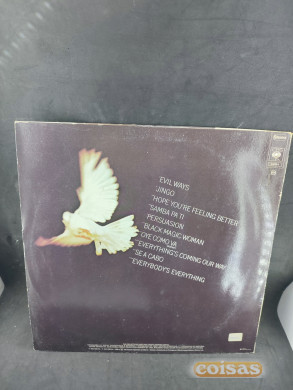 "EVIL WAYS
"JINGO
"HOPE YOU'RE FEELING BETTER
"SAMBA PA TI
PERSUASION
"BLACK MAGIC WOMAN
"OYE COMO VA
"EVERYTHING'S COMING OUR WAY
"SE A CABO
"EVERYBODY'S EVERYTHING
coisas